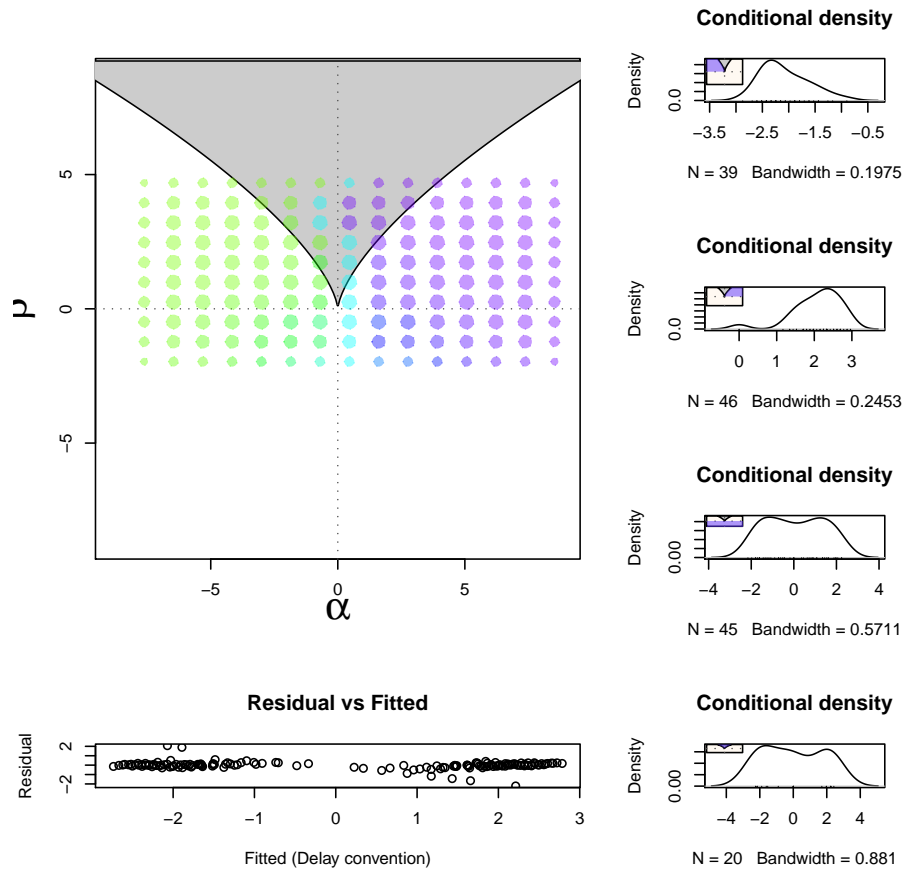 Conditional density
Density
0.0
−3.5 −2.5 −1.5 −0.5
N = 39 Bandwidth = 0.1975
5
0
−5
−5 0 5
α
Conditional density
Density
0.0
0 1 2 3
N = 46 Bandwidth = 0.2453
Conditional density
Density
0.00
−4 −2 0 2 4
N = 45 Bandwidth = 0.5711
Residual vs Fitted
Residual
2
−2
−2 −1 0 1 2 3
Fitted (Delay convention)
Conditional density
Density
0.00
−4 −2 0 2 4
N = 20 Bandwidth = 0.881